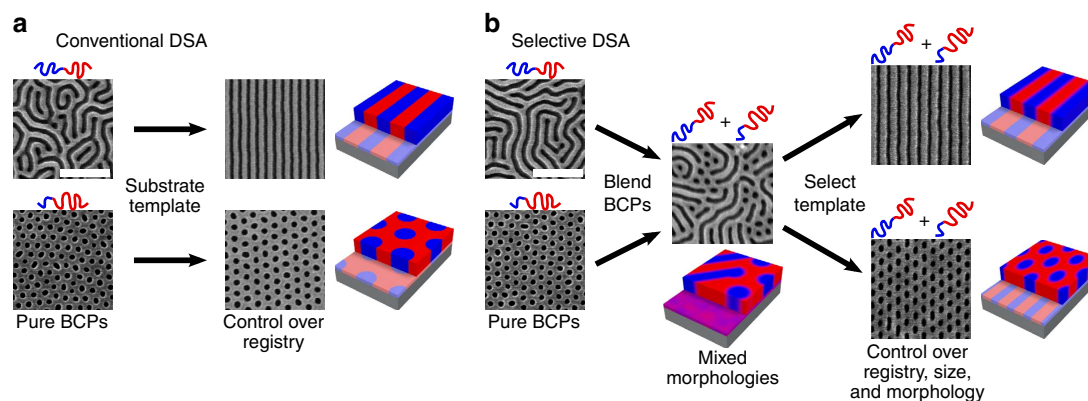 a
Conventional DSA
Substrate
template
Pure BCPs
Control over
registry
b
Selective DSA
Pure BCPs
Blend
BCPs
+
Mixed
morphologies
Select
template
+
+
Control over
registry, size,
and morphology